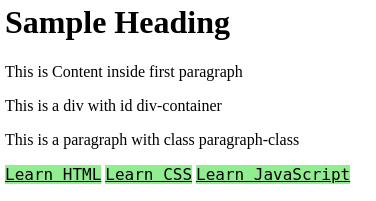 Sample Heading
This is Content inside first paragraph
This is a div with id div-container
This is a paragraph with class paragraph-class
Learn HTML Learn CSS Learn JavaScript